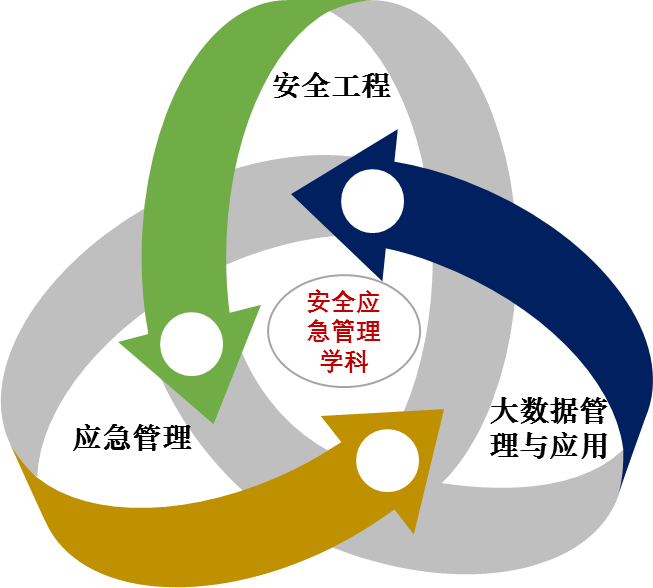 安全工程
安全应
急管理
学科
应急管理
大数据管
理与应用